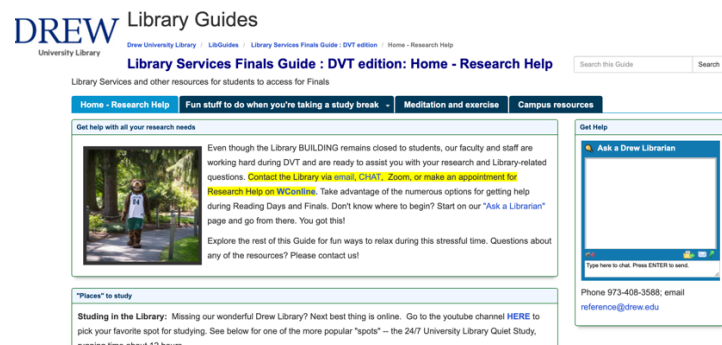 DREW
University Library
Library Guides
Drew University Library / LibGuides / Library Services Finals Guide : DVT edition / Home - Research Help
Library Services Finals Guide : DVT edition: Home - Research Help
Search this Guide
Search
Library Services and other resources for students to access for Finals
Home - Research Help
Fun stuff to do when you're taking a study break
Meditation and exercise
Campus resources
Get help with all your research needs
Even though the Library BUILDING remains closed to students, our faculty and staff are
working hard during DVT and are ready to assist you with your research and Library-related
questions. Contact the Library via email, CHAT, Zoom, or make an appointment for
Research Help on WConline. Take advantage of the numerous options for getting help
during Reading Days and Finals. Don't know where to begin? Start on our "Ask a Librarian"
page and go from there. You got this!
Explore the rest of this Guide for fun ways to relax during this stressful time. Questions about
any of the resources? Please contact us!
Get Help
Ask a Drew Librarian
Type here to chat. Press ENTER to send.
Phone 973-408-3588; email
reference@drew.edu
"Places" to study
Studing in the Library: Missing our wonderful Drew Library? Next best thing is online. Go to the youtube channel HERE to
pick your favorite spot for studying. See below for one of the more popular "spots" -- the 24/7 University Library Quiet Study,
running time about 12 hours